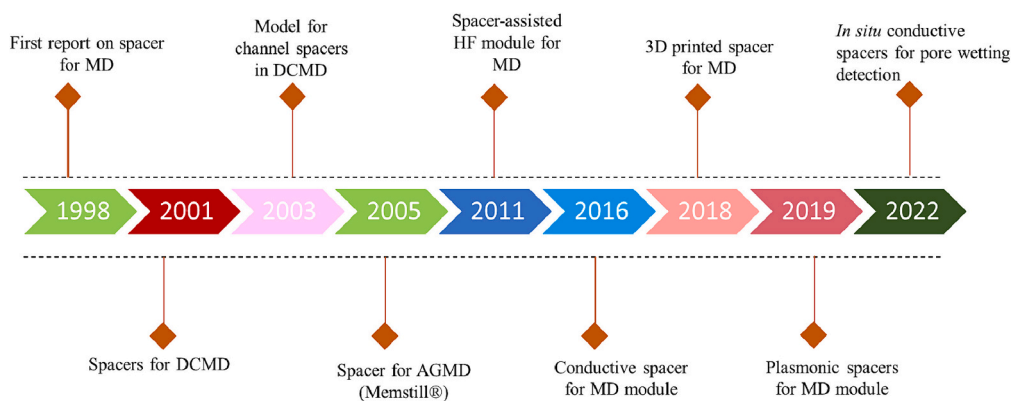 First report on spacer
for MD
Model for
channel spacers
in DCMD
Spacer-assisted
HF module for
MD
3D printed spacer
for MD
In situ conductive
spacers for pore wetting
detection
1998
2001
2003
2005
2011
2016
2018
2019
2022
Spacers for DCMD
Spacer for AGMD
(Memstill®)
Conductive spacer
for MD module
Plasmonic spacers
for MD module